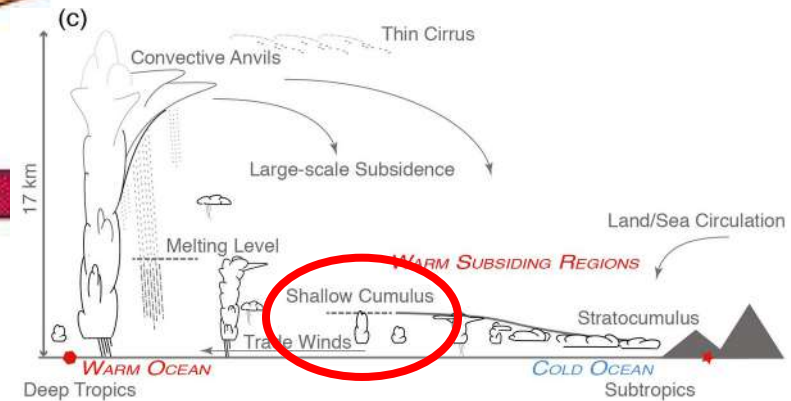 (c)
Thin Cirrus
Convective Anvils
17 km
Large-scale Subsidence
Land/Sea Circulation
Melting Level
WARM SUBSIDING REGIONS
Shallow Cumulus
Stratocumulus
Trade Winds
WARM OCEAN
COLD OCEAN
Deep Tropics
Subtropics